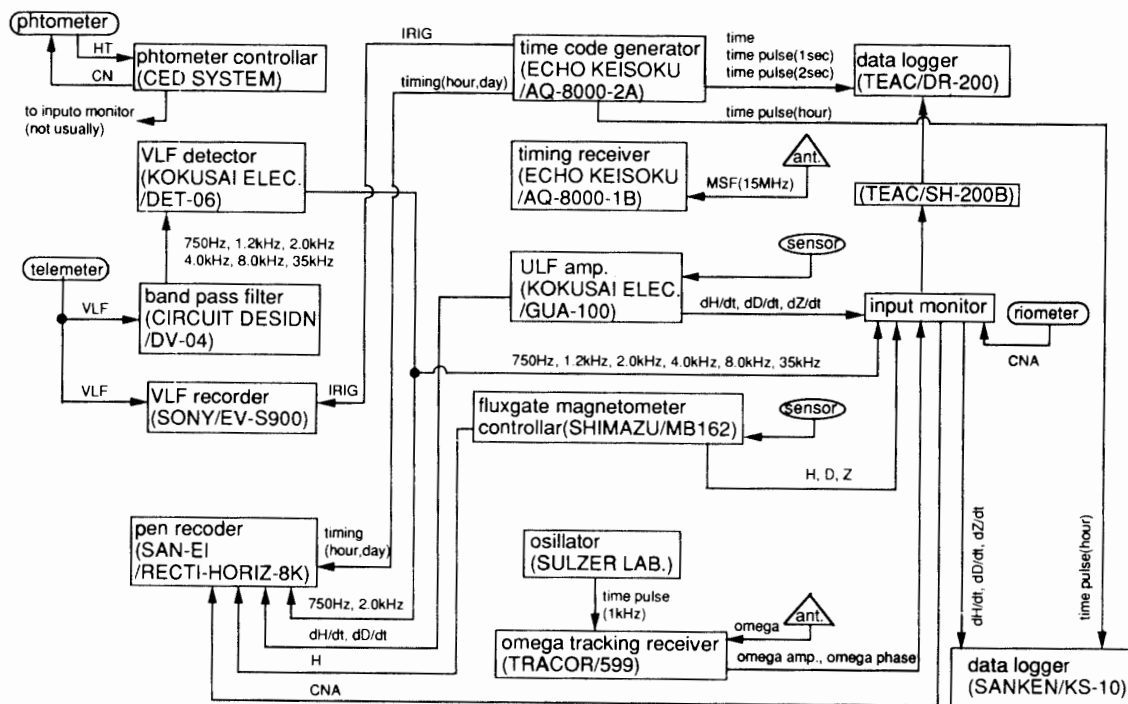 phtometer
HT
CN
phtometer controllar
(CED SYSTEM)
to inputo monitor
(not usually)
IRIG
timing(hour,day)
time code generator
(ECHO KEISOKU
/AQ-8000-2A)
time
time pulse(1sec)
time pulse(2sec)
time pulse(hour)
data logger
(TEAC/DR-200)
VLF detector
(KOKUSAI ELEC.
/DET-06)
timing receiver
(ECHO KEISOKU
/AQ-8000-1B)
ant.
MSF(15MHz)
(TEAC/SH-200B)
750Hz, 1.2kHz, 2.0kHz
4.0kHz, 8.0kHz, 35kHz
telemeter
VLF
band pass filter
(CIRCUIT DESIDN
/DV-04)
ULF amp.
(KOKUSAI ELEC.
/GUA-100)
sensor
dH/dt, dD/dt, dZ/dt
input monitor
riometer
CNA
750Hz, 1.2kHz, 2.0kHz, 4.0kHz, 8.0kHz, 35kHz
VLF
VLF recorder
(SONY/EV-S900)
IRIG
fluxgate magnetometer
controllar(SHIMAZU/MB162)
sensor
H, D, Z
pen recoder
(SAN-EI
/RECTI-HORIZ-8K)
timing
(hour,day)
750Hz, 2.0kHz
dH/dt, dD/dt
H
CNA
osillator
(SULZER LAB.)
time pulse
(1kHz)
omega
ant.
omega tracking receiver
(TRACOR/599)
omega amp., omega phase
dH/dt, dD/dt, dZ/dt
time pulse(hour)
data logger
(SANKEN/KS-10)